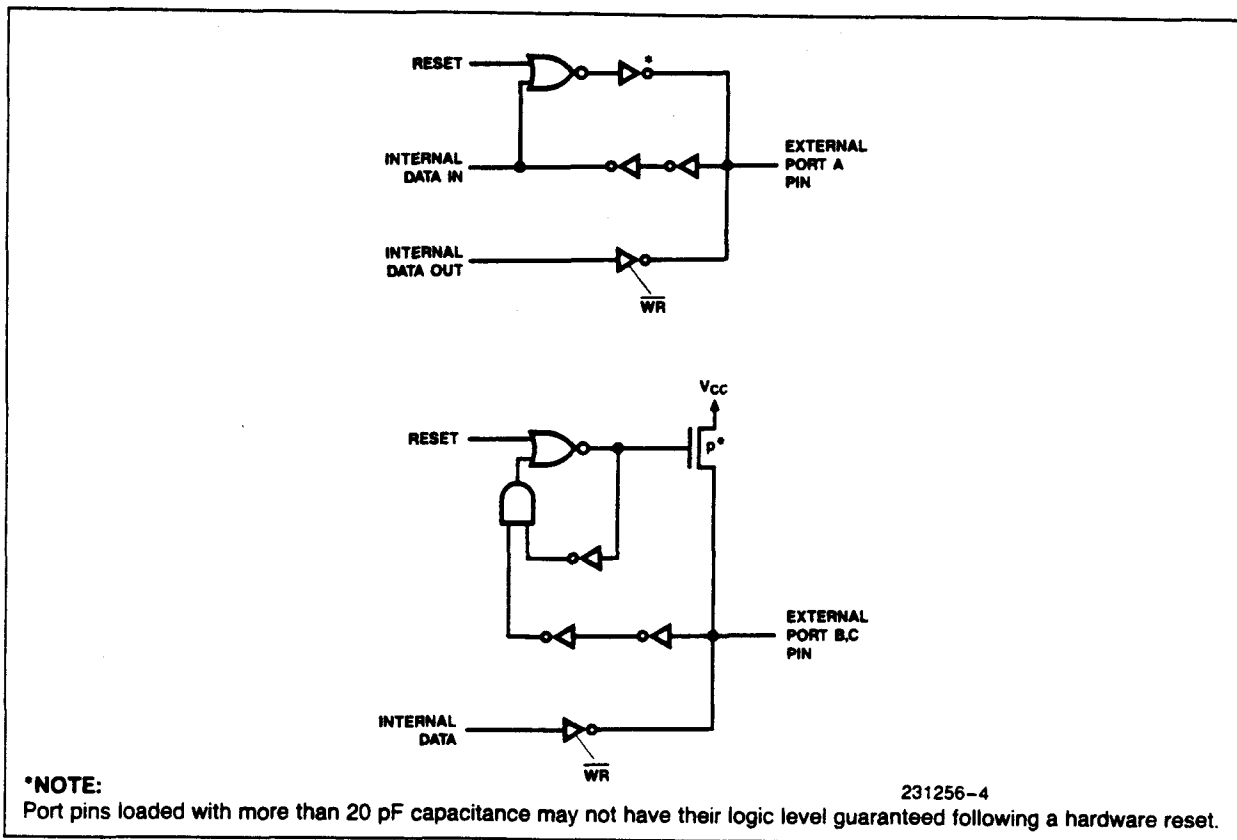 RESET
*
INTERNAL
DATA IN
EXTERNAL
PORT A
PIN
INTERNAL
DATA OUT
WR
VCC
RESET
p*
EXTERNAL
PORT B,C
PIN
INTERNAL
DATA
WR
*NOTE:
231256-4
Port pins loaded with more than 20 pF capacitance may not have their logic level guaranteed following a hardware reset.